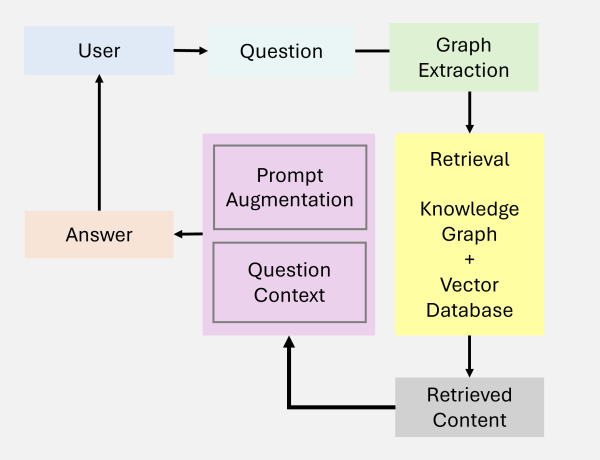 User
Question
Graph
Extraction
Retrieval
Knowledge
Graph
+
Vector
Database
Prompt
Augmentation
Question
Context
Answer
Retrieved
Content